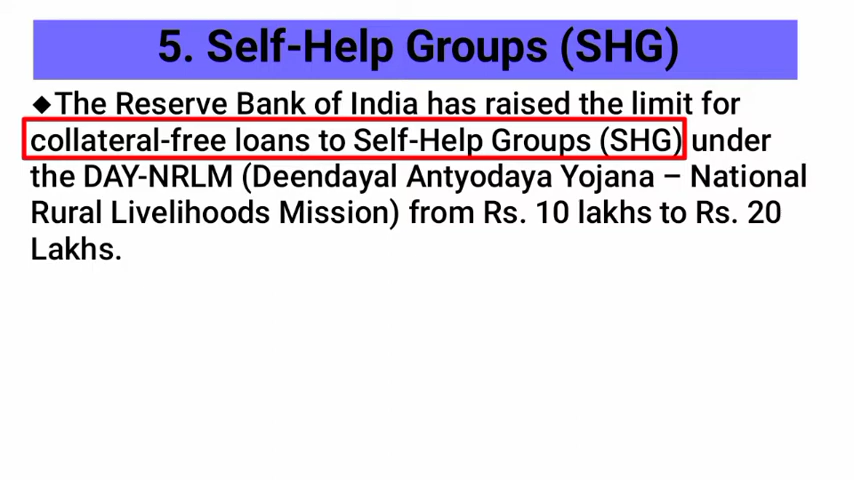 5. Self-Help Groups (SHG)
◆The Reserve Bank of India has raised the limit for
collateral-free loans to Self-Help Groups (SHG) under
the DAY-NRLM (Deendayal Antyodaya Yojana – National
Rural Livelihoods Mission) from Rs. 10 lakhs to Rs. 20
Lakhs.